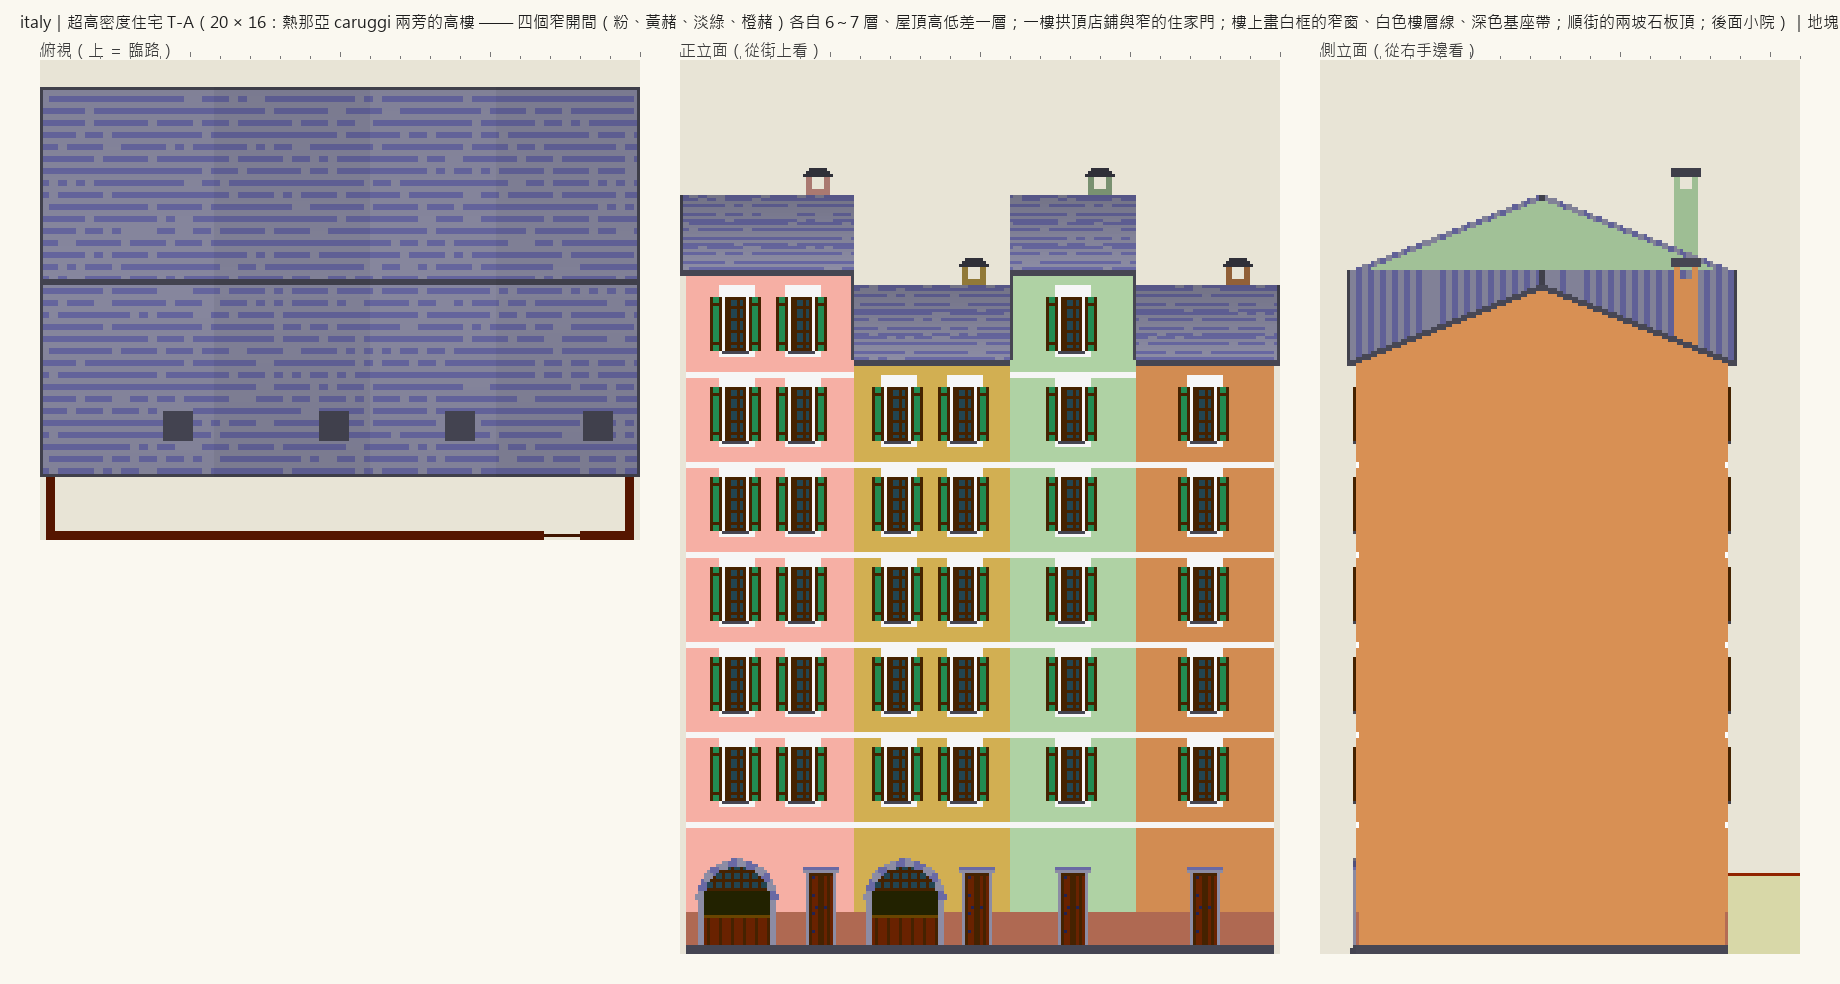 italy | 超高密度住宅 T-A ( 20 × 16 : 熱那亞 caruggi 兩旁的高樓 —— 四個窄開間 ( 粉、黃赭、淡綠、橙赭 ) 各自 6 ~ 7 層、屋頂高低差一層 ; 一樓拱頂店鋪與窄的住家門 ; 樓上畫白框的窄窗、白色樓層線、深色基座帶 ; 順街的兩坡石板頂 ; 後面小院 ) | 地塊
俯視 ( 上 = 臨路 )
正立面 ( 從街上看 )
側立面 ( 從右手邊看 )